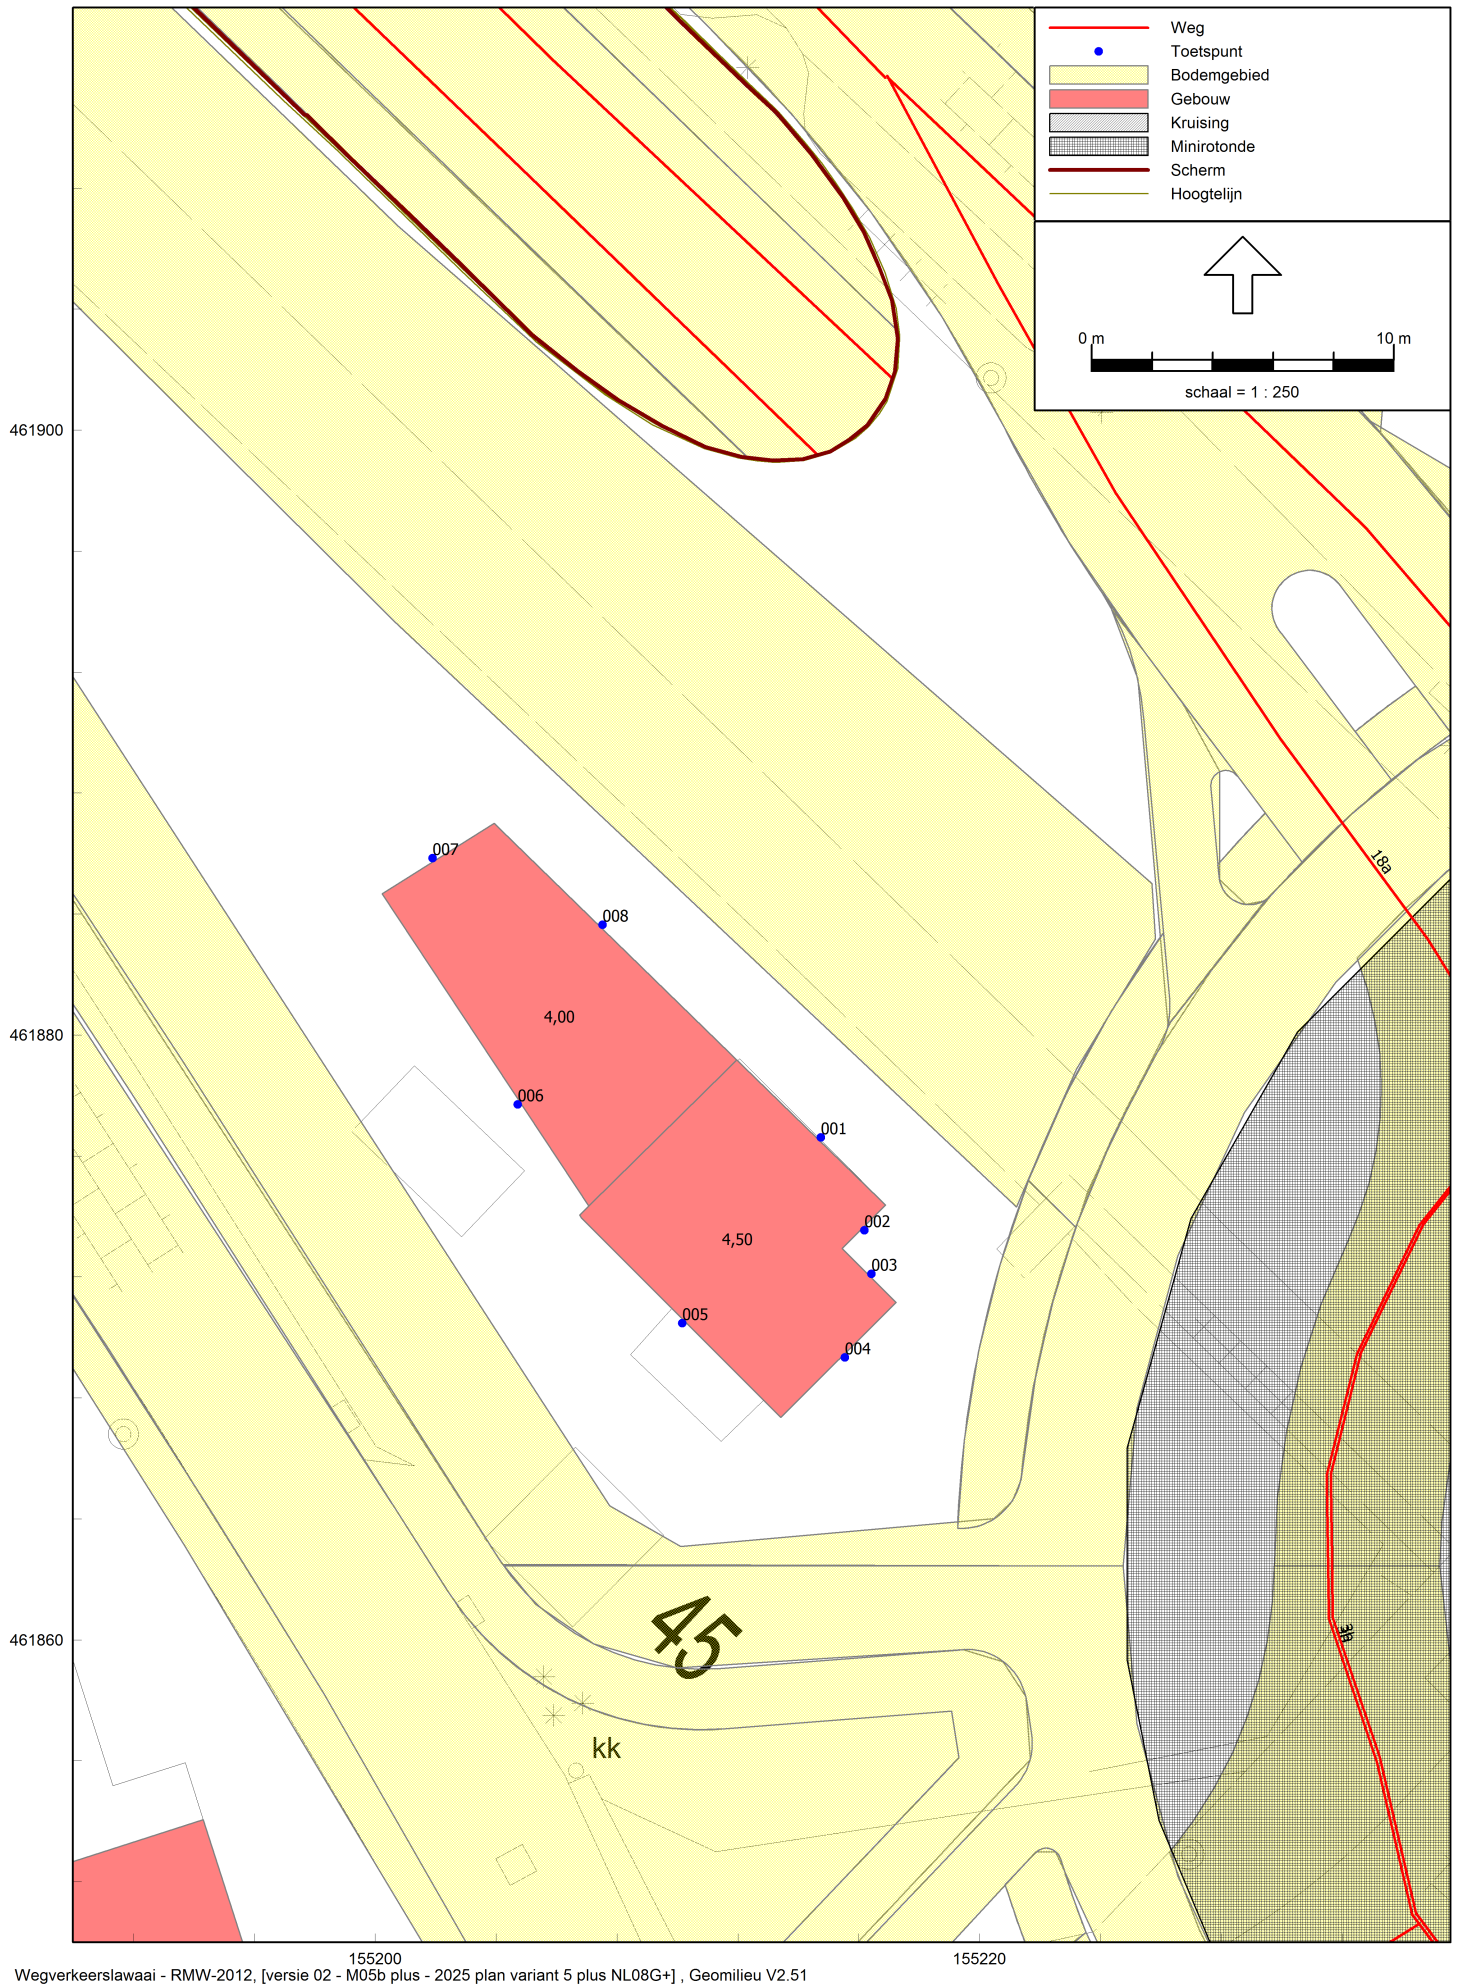 Weg
Toetspunt
Bodemgebied
Gebouw
Kruising
Minirotonde
Scherm
Hoogtelijn
0 m 10 m
schaal = 1 : 250
461900
007
18a
008
4,00
461880
006
001
002
4,50
003
005
004
45
461860
kk
155200 155220
Wegverkeerslawaai - RMW-2012, [versie 02 - M05b plus - 2025 plan variant 5 plus NL08G+] , Geomilieu V2.51